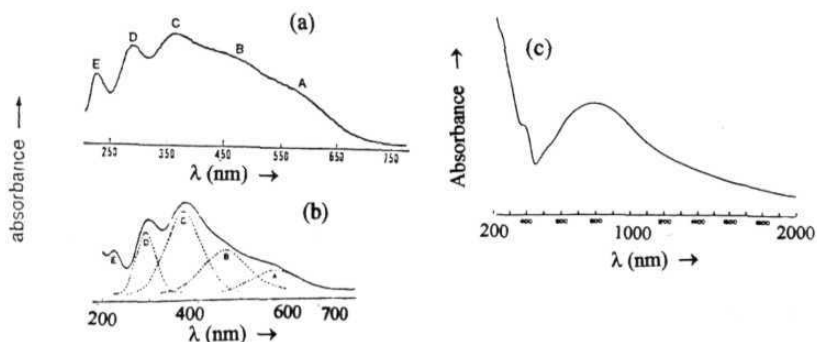 (a)
C
D
B
E
A
250 350 450 550 650 750
λ (nm) →
absorbance →
(b)
C
D
B
E
A
200 400 600 700
λ (nm) →
(c)
Absorbance →
200 1000 2000
λ (nm) →